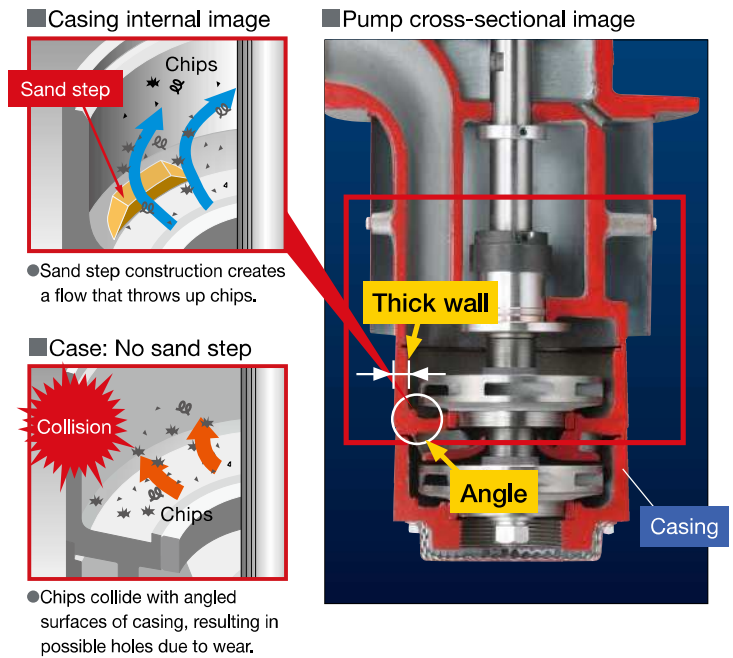 ■Casing internal image
Chips
Sand step
●Sand step construction creates
a flow that throws up chips.
■Case: No sand step
Collision
Chips
●Chips collide with angled
surfaces of casing, resulting in
possible holes due to wear.
■Pump cross-sectional image
Thick wall
Angle
Casing